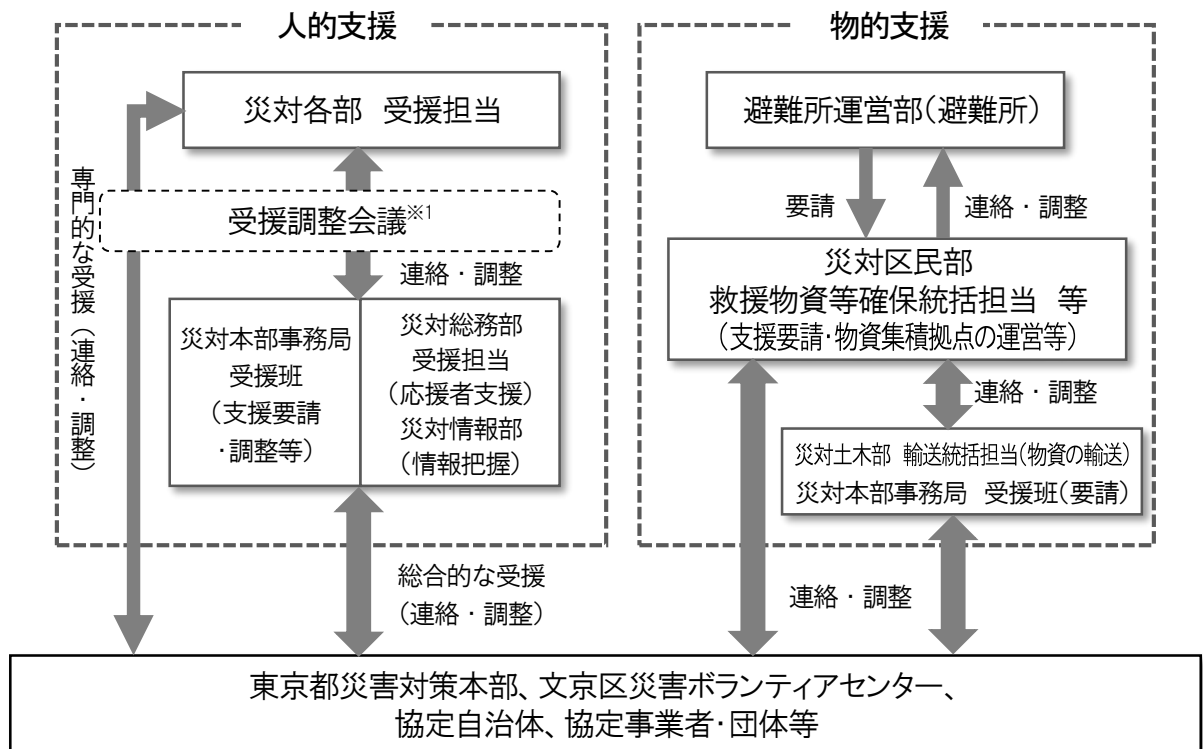 人的支援
災対各部 受援担当
専門的な受援（連絡・調整）
受援調整会議※1
連絡・調整
災対本部事務局
受援班
（支援要請
・調整等）
災対総務部
受援担当
（応援者支援）
災対情報部
（情報把握）
総合的な受援
（連絡・調整）
物的支援
避難所運営部（避難所）
要請
連絡・調整
災対区民部
救援物資等確保統括担当 等
（支援要請・物資集積拠点の運営等）
連絡・調整
災対土木部 輸送統括担当（物資の輸送）
災対本部事務局 受援班（要請）
連絡・調整
東京都災害対策本部、文京区災害ボランティアセンター、
協定自治体、協定事業者・団体等